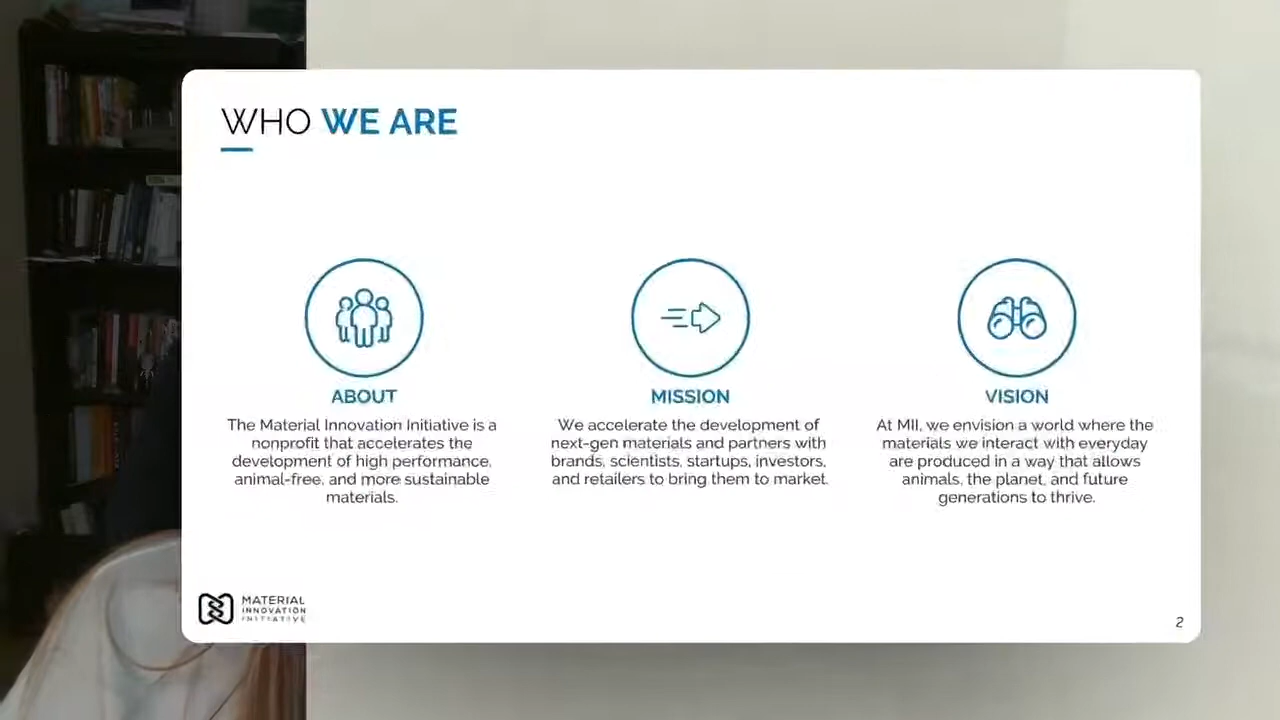 WHO WE ARE
ABOUT
The Material Innovation Initiative is a
nonprofit that accelerates the
development of high performance,
animal-free, and more sustainable
materials.
MISSION
We accelerate the development of
next-gen materials and partners with
brands, scientists, startups, investors,
and retailers to bring them to market.
VISION
At MII, we envision a world where the
materials we interact with everyday
are produced in a way that allows
animals, the planet, and future
generations to thrive.
MATERIAL
INNOVATION
INITIATIVE
2